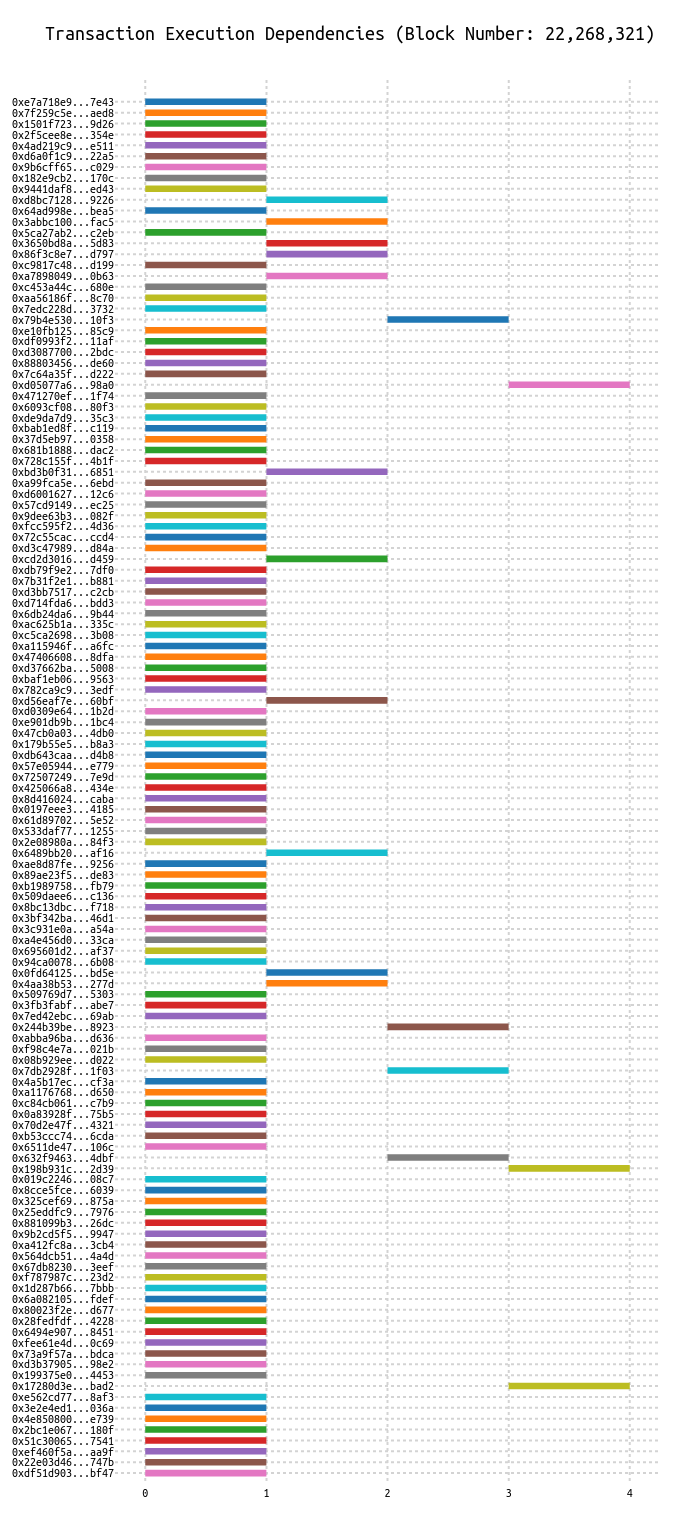 Transaction Execution Dependencies (Block Number: 22,268,321)
0xe7a718e9...7e43
0x7f259c5e...aed8
0x1501f723...9d26
0x2f5cee8e...354e
0x4ad219c9...e511
0xd6a0f1c9...22a5
0x9b6cff65...c029
0x182e9cb2...170c
0x9441daf8...ed43
0xd8bc7128...9226
0x64ad998e...bea5
0x3abbc100...fac5
0x5ca27ab2...c2eb
0x3650bd8a...5d83
0x86f3c8e7...d797
0xc9817c48...d199
0xa7898049...0b63
0xc453a44c...680e
0xaa56186f...8c70
0x7edc228d...3732
0x79b4e530...10f3
0xe10fb125...85c9
0xdf0993f2...11af
0xd3087700...2bdc
0x88803456...de60
0x7c64a35f...d222
0xd05077a6...98a0
0x471270ef...1f74
0x6093cf08...80f3
0xde9da7d9...35c3
0xbab1ed8f...c119
0x37d5eb97...0358
0x681b1888...dac2
0x728c155f...4b1f
0xbd3b0f31...6851
0xa99fca5e...6ebd
0xd6001627...12c6
0x57cd9149...ec25
0x9dee63b3...082f
0xfcc595f2...4d36
0x72c55cac...ccd4
0xd3c47989...d84a
0xcd2d3016...d459
0xdb79f9e2...7df0
0x7b31f2e1...b881
0xd3bb7517...c2cb
0xd714fda6...bdd3
0x6db24da6...9b44
0xac625b1a...335c
0xc5ca2698...3b08
0xa115946f...a6fc
0x47406608...8dfa
0xd37662ba...5008
0xbaf1eb06...9563
0x782ca9c9...3edf
0xd56eaf7e...60bf
0xd0309e64...1b2d
0xe901db9b...1bc4
0x47cb0a03...4db0
0x179b55e5...b8a3
0xdb643caa...d4b8
0x57e05944...e779
0x72507249...7e9d
0x425066a8...434e
0x8d416024...caba
0x0197eee3...4185
0x61d89702...5e52
0x533daf77...1255
0x2e08980a...84f3
0x6489bb20...af16
0xae8d87fe...9256
0x89ae23f5...de83
0xb1989758...fb79
0x509daee6...c136
0x8bc13dbc...f718
0x3bf342ba...46d1
0x3c931e0a...a54a
0xa4e456d0...33ca
0x695601d2...af37
0x94ca0078...6b08
0x0fd64125...bd5e
0x4aa38b53...277d
0x509769d7...5303
0x3fb3fabf...abe7
0x7ed42ebc...69ab
0x244b39be...8923
0xabba96ba...d636
0xf98c4e7a...021b
0x08b929ee...d022
0x7db2928f...1f03
0x4a5b17ec...cf3a
0xa1176768...d650
0xc84cb061...c7b9
0x0a83928f...75b5
0x70d2e47f...4321
0xb53ccc74...6cda
0x6511de47...106c
0x632f9463...4dbf
0x198b931c...2d39
0x019c2246...08c7
0x8cce5fce...6039
0x325cef69...875a
0x25eddfc9...7976
0x881099b3...26dc
0x9b2cd5f5...9947
0xa412fc8a...3cb4
0x564dcb51...4a4d
0x67db8230...3eef
0xf787987c...23d2
0x1d287b66...7bbb
0x6a082105...fdef
0x80023f2e...d677
0x28fedfdf...4228
0x6494e907...8451
0xfee61e4d...0c69
0x73a9f57a...bdca
0xd3b37905...98e2
0x199375e0...4453
0x17280d3e...bad2
0xe562cd77...8af3
0x3e2e4ed1...036a
0x4e850800...e739
0x2bc1e067...180f
0x51c30065...7541
0xef460f5a...aa9f
0x22e03d46...747b
0xdf51d903...bf47
0 1 2 3 4